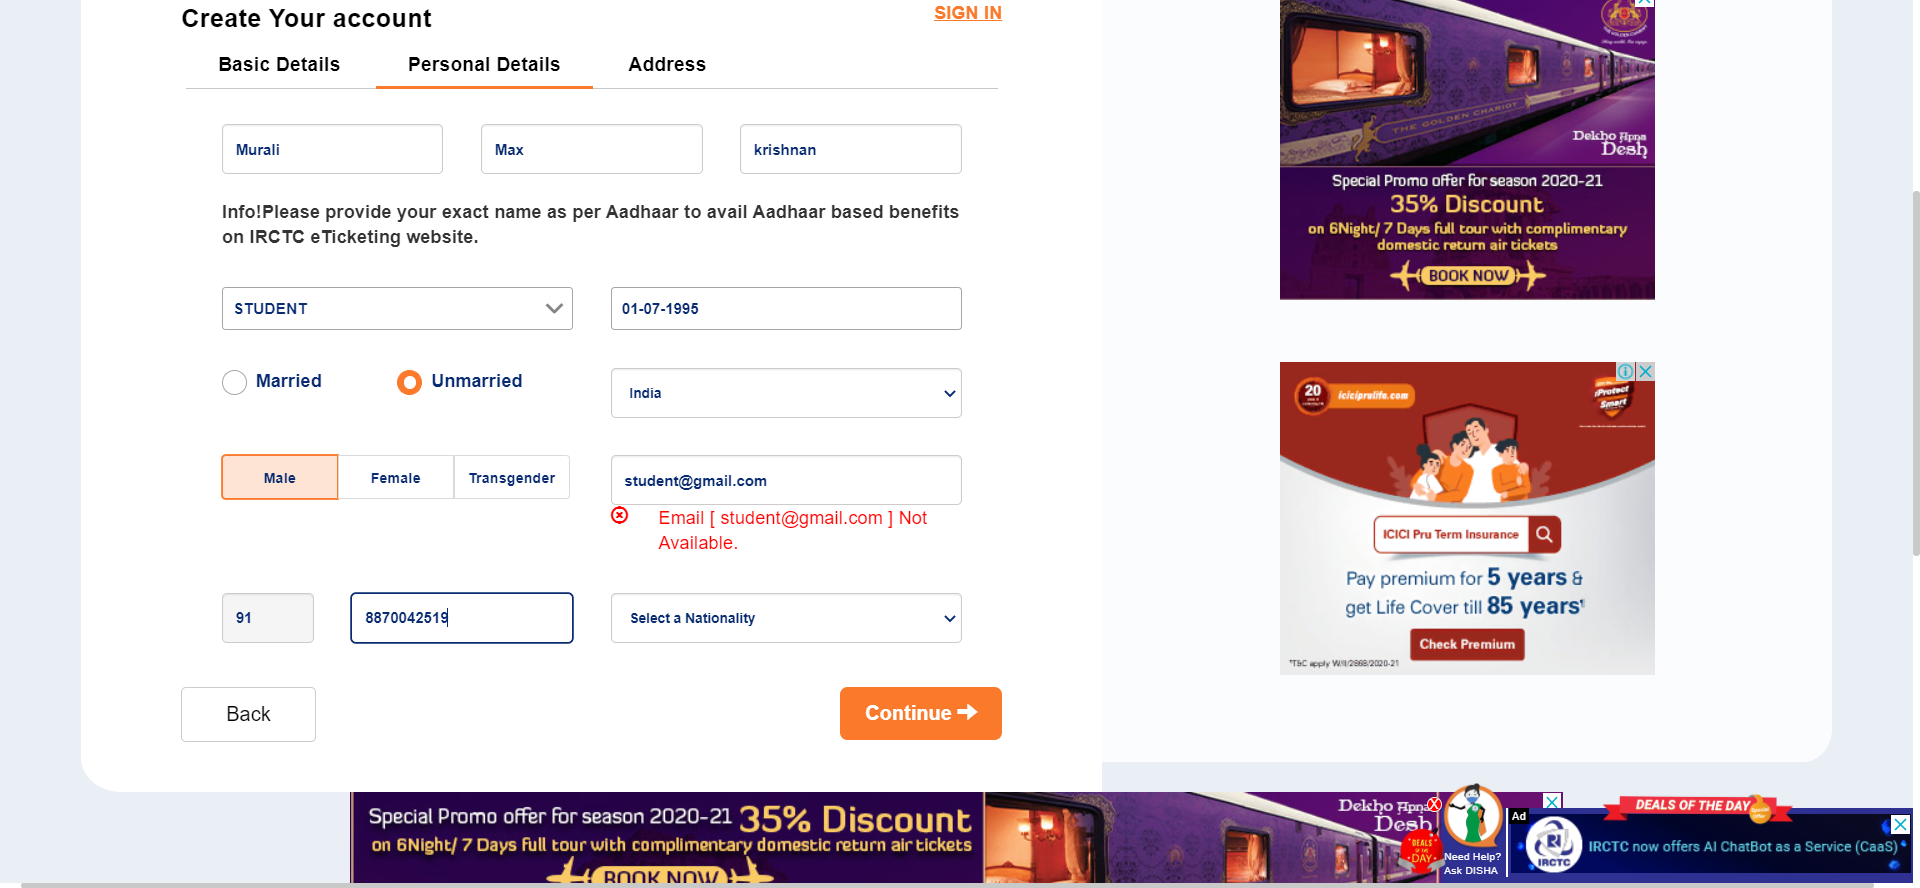 Create Your account
SIGN IN
Basic Details
Personal Details
Address
Murali
Max
krishnan
Info!Please provide your exact name as per Aadhaar to avail Aadhaar based benefits
on IRCTC eTicketing website.
STUDENT
01-07-1995
Married
Unmarried
India
Male
Female
Transgender
student@gmail.com
Email [ student@gmail.com ] Not
Available.
91
8870042519
Select a Nationality
Back
Continue
THE GOLDEN CHARIOT
Dekho Apna
Desh
Special Promo offer for season 2020-21
35% Discount
on 6Night/ 7 Days full tour with complimentary
domestic return air tickets
BOOK NOW
20
iciciprulife.com
iProtect
Smart
ICICI Pru Term Insurance
Pay premium for 5 years &
get Life Cover till 85 years
Check Premium
T&C apply W/II/2868/2020-21
Special Promo offer for season 2020-21
35% Discount
on 6Night/ 7 Days full tour with complimentary domestic return air tickets
BOOK NOW
Dekho Apna
Desh
X
DEALS
OF THE
DAY
Need Help?
Ask DISHA
Ad
DEALS OF THE DAY
IRCTC
IRCTC now offers AI ChatBot as a Service (CaaS)